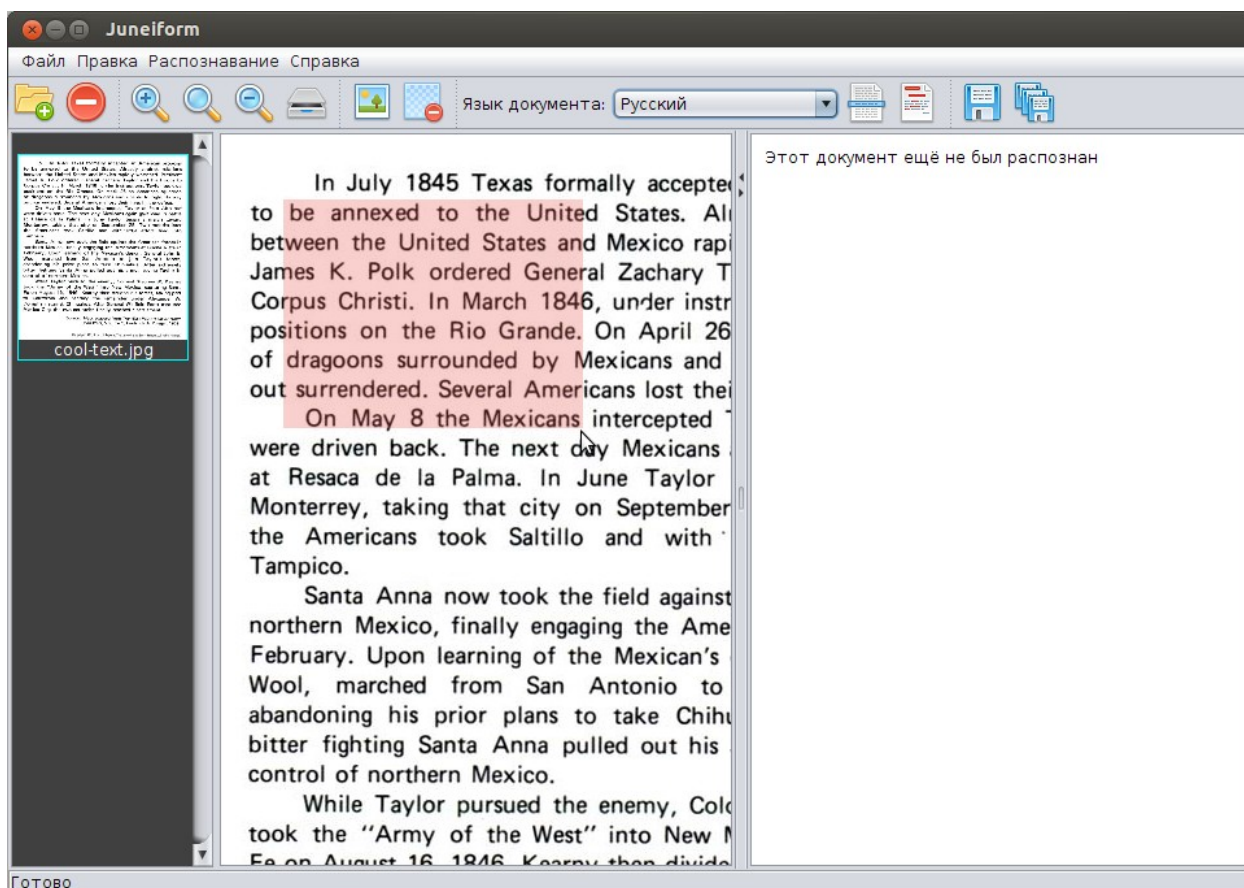 Juneiform
Файл Правка Распознавание Справка
Язык документа: Русский
cool-text.jpg
In July 1845 Texas formally accepted
to be annexed to the United States.
between the United States and Mexico
James K. Polk ordered General Zachary
Corpus Christi. In March 1846, under
positions on the Rio Grande. On April 26
of dragoons surrounded by Mexicans and
out surrendered. Several Americans lost
On May 8 the Mexicans intercepted
were driven back. The next day Mexicans
at Resaca de la Palma. In June Taylor
Monterrey, taking that city on September
the Americans took Saltillo and with
Tampico.
Santa Anna now took the field against
northern Mexico, finally engaging the
February. Upon learning of the Mexican's
Wool, marched from San Antonio to
abandoning his prior plans to take
bitter fighting Santa Anna pulled out his
control of northern Mexico.
While Taylor pursued the enemy,
took the "Army of the West" into New
Fe on August 16, 1846. Kearny then
Этот документ ещё не был распознан
Готово